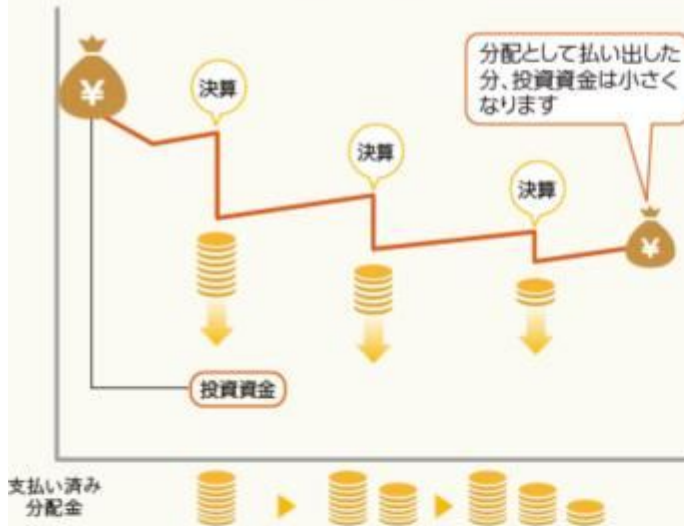 ¥
決算
分配として払い出した
分、投資資金は小さく
なります
決算
決算
¥
投資資金
支払い済み
分配金